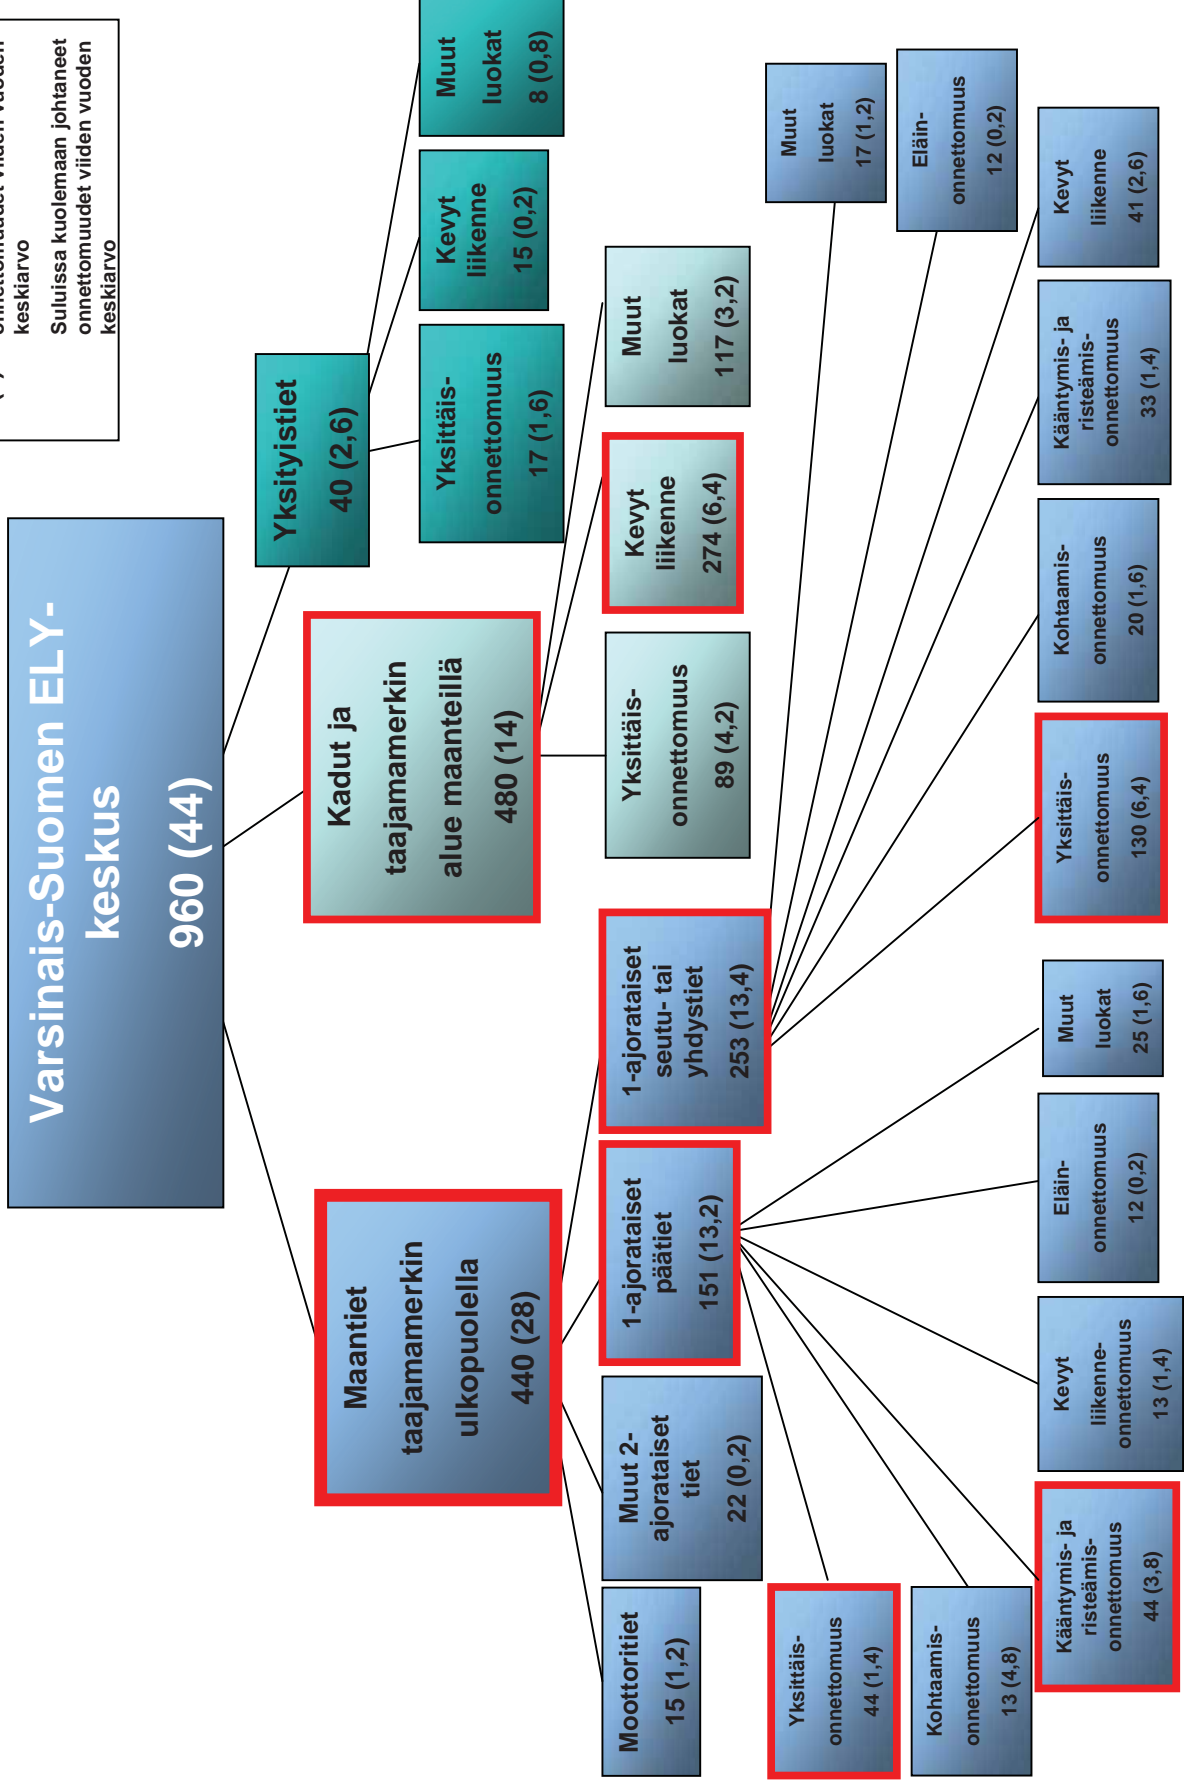 keskiarvo
Suluissa kuolemaan johtaneet
onnettomuudet viiden vuoden
keskiarvo
Varsinais-Suomen ELY-
keskus
960 (44)
Maantiet
taajamamerkin
ulkopuolella
440 (28)
Kadut ja
taajamamerkin
alue maanteillä
480 (14)
Yksityistiet
40 (2,6)
Yksittäis-
onnettomuus
17 (1,6)
Kevyt
liikenne
15 (0,2)
Muut
luokat
8 (0,8)
Moottoritiet
15 (1,2)
Muut 2-
ajorataiset
tiet
22 (0,2)
1-ajorataiset
päätiet
151 (13,2)
1-ajorataiset
seutu- tai
yhdystiet
253 (13,4)
Yksittäis-
onnettomuus
89 (4,2)
Kevyt
liikenne
274 (6,4)
Muut
luokat
117 (3,2)
Yksittäis-
onnettomuus
44 (1,4)
Kohtaamis-
onnettomuus
13 (4,8)
Kääntymis- ja
risteämis-
onnettomuus
44 (3,8)
Kevyt
liikenne-
onnettomuus
13 (1,4)
Eläin-
onnettomuus
12 (0,2)
Muut
luokat
25 (1,6)
Yksittäis-
onnettomuus
130 (6,4)
Kohtaamis-
onnettomuus
20 (1,6)
Kääntymis- ja
risteämis-
onnettomuus
33 (1,4)
Kevyt
liikenne
41 (2,6)
Eläin-
onnettomuus
12 (0,2)
Muut
luokat
17 (1,2)